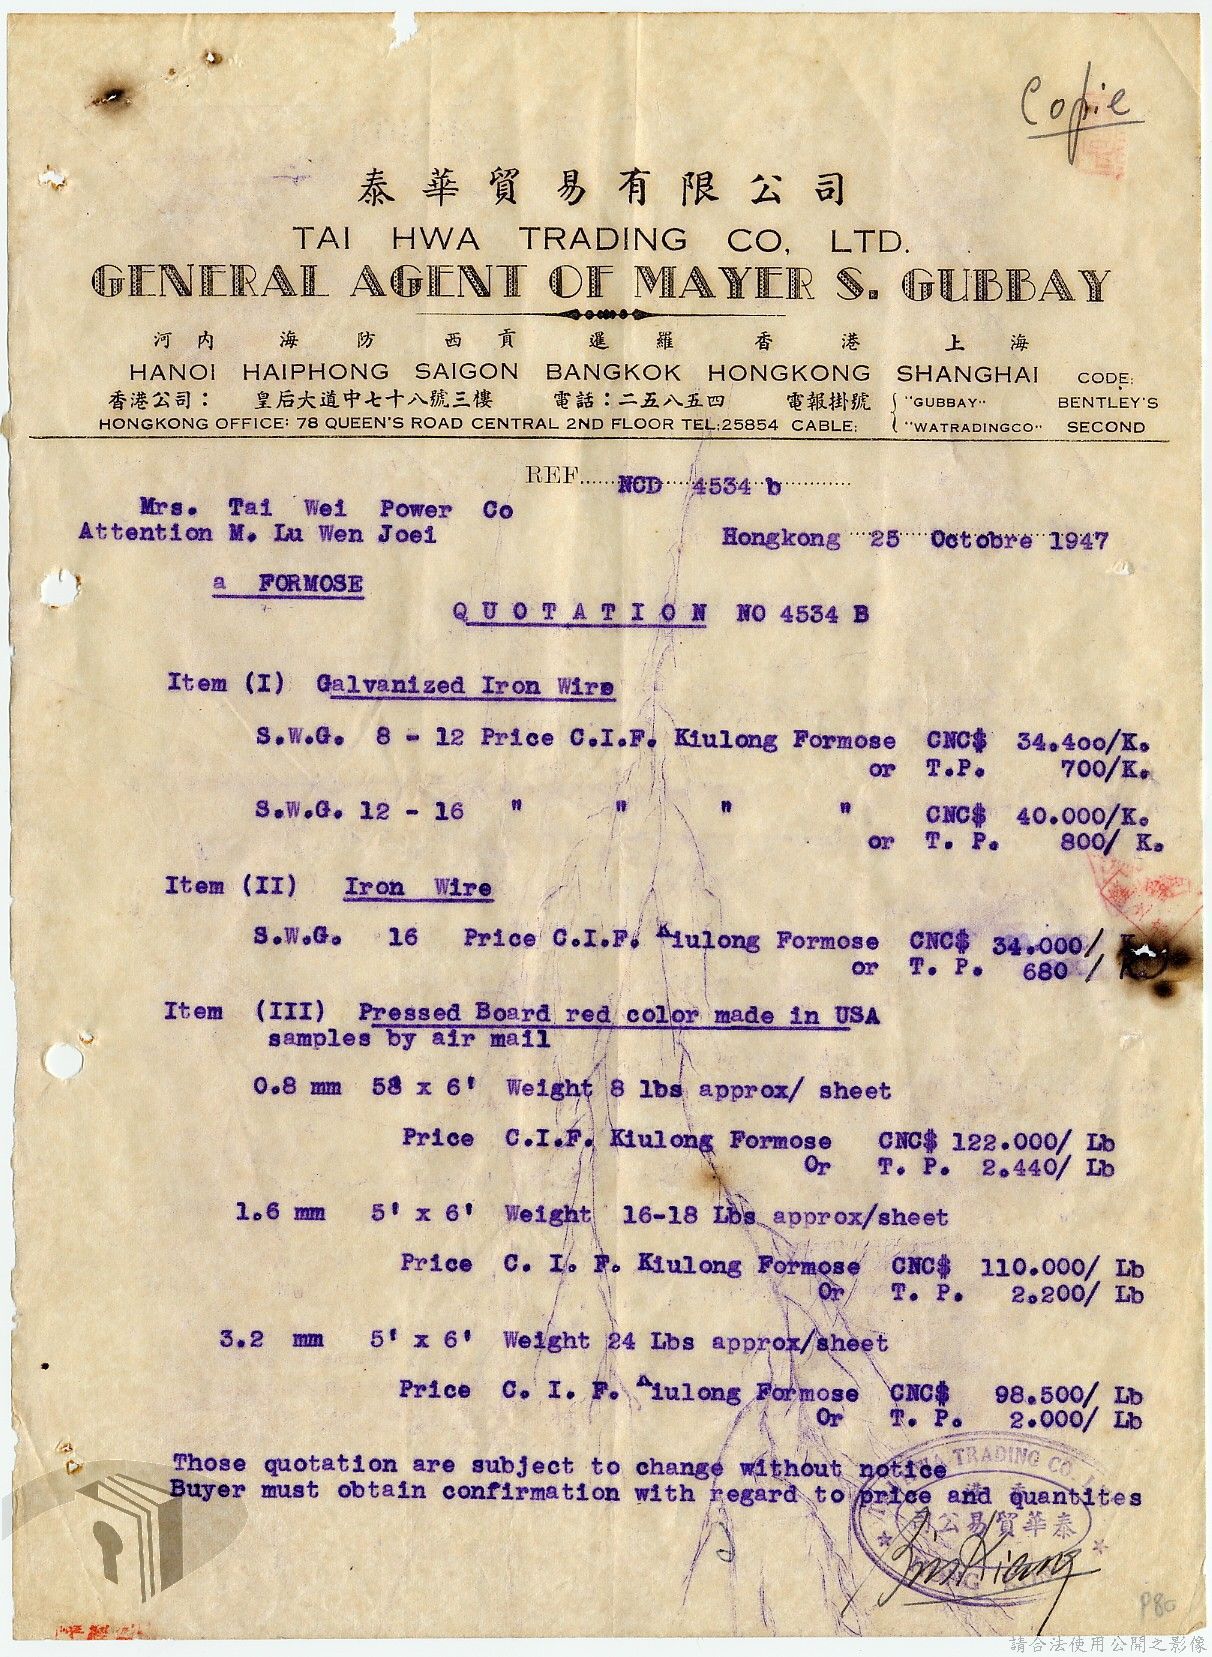 Copie
泰華貿易有限公司
TAI HWA TRADING CO, LTD.
GENERAL AGENT OF MAYER S. GUBBAY
河内 海防 西貢 暹羅 香港 上海
HANOI HAIPHONG SAIGON BANGKOK HONGKONG SHANGHAI CODE:
香港公司： 皇后大道中七十八號三樓 電話：二五八五四 電報掛號 "GUBBAY" BENTLEY'S
HONGKONG OFFICE: 78 QUEEN'S ROAD CENTRAL 2ND FLOOR TEL:25854 CABLE: "WATRADINGCO" SECOND
REF...... NCD 4534 b
Mrs. Tai Wei Power Co
Attention M. Lu Wen Joei
Hongkong 25 Octobre 1947
a FORMOSE
QUOTATION NO 4534 B
Item (I) Galvanized Iron Wire
S.W.G. 8 - 12 Price C.I.F. Kiulong Formose CNC$ 34.400/K.
or T.P. 700/K.
S.W.G. 12 - 16 " " " " CNC$ 40.000/K.
or T. P. 800/ K.
Item (II) Iron Wire
S.W.G. 16 Price C.I.F. Kiulong Formose CNC$ 34.000/ K.
or T. P. 680 / K.
Item (III) Pressed Board red color made in USA
samples by air mail
0.8 mm 5' x 6' Weight 8 lbs approx/ sheet
Price C.I.F. Kiulong Formose CNC$ 122.000/ Lb
Or T. P. 2.440/ Lb
1.6 mm 5' x 6' Weight 16-18 Lbs approx/sheet
Price C. I. F. Kiulong Formose CNC$ 110.000/ Lb
Or T. P. 2.200/ Lb
3.2 mm 5' x 6' Weight 24 Lbs approx/sheet
Price C. I. F. Kiulong Formose CNC$ 98.500/ Lb
Or T. P. 2.000/ Lb
Those quotation are subject to change without notice
Buyer must obtain confirmation with regard to price and quantites
TRADING CO.
司公易貿華泰
P80
請合法使用公開之影像